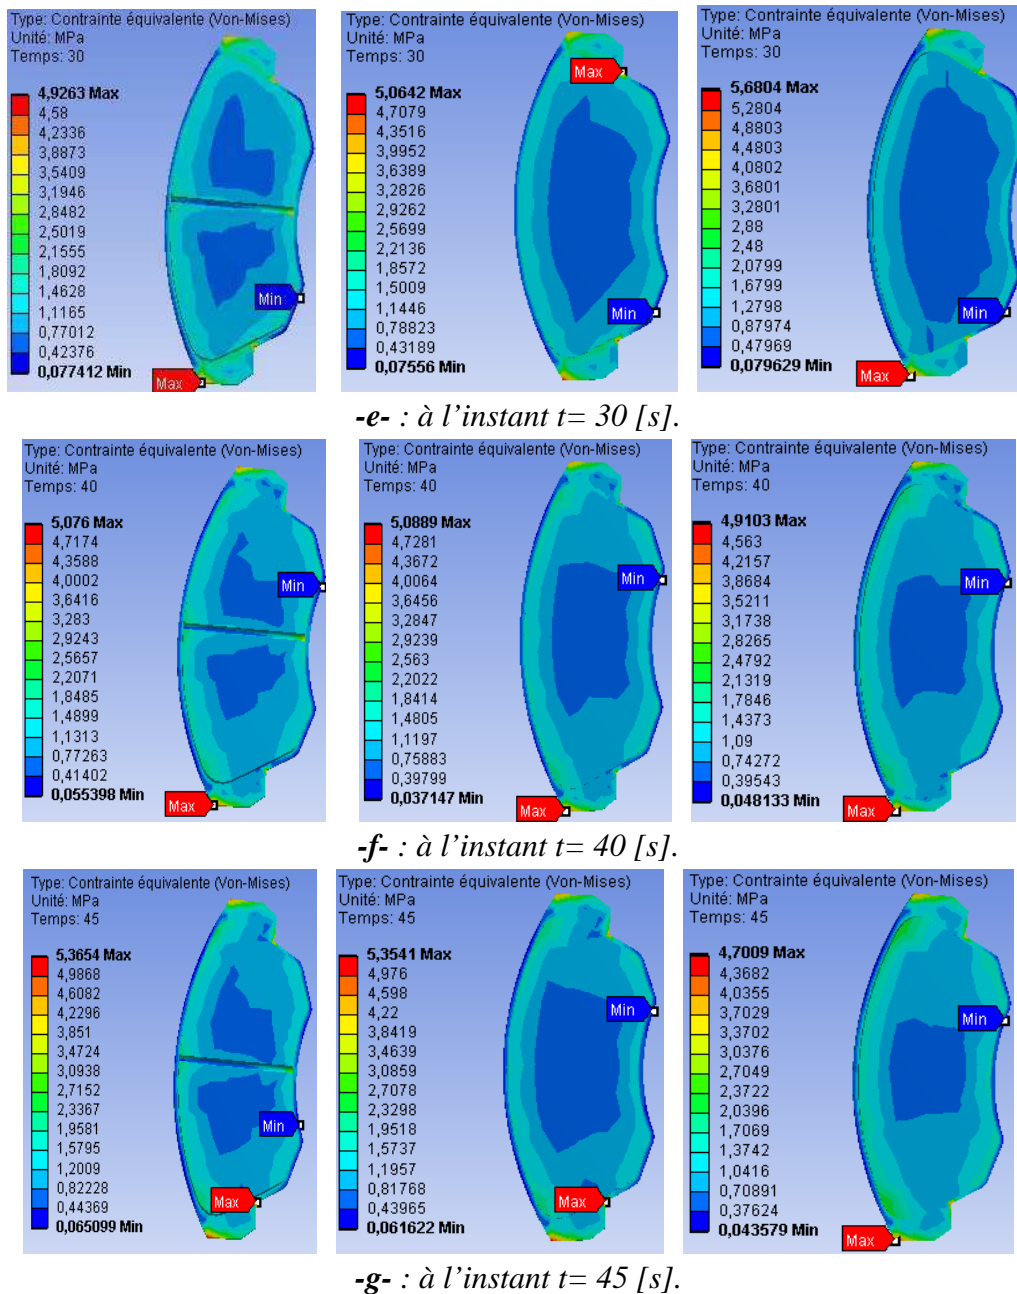 Type: Contrainte équivalente (Von-Mises)
Unité: MPa
Temps: 30
4,9263 Max
4,58
4,2336
3,8873
3,5409
3,1946
2,8482
2,5019
2,1555
1,8092
1,4628
1,1165
0,77012
0,42376
0,077412 Min
Min
Max
Type: Contrainte équivalente (Von-Mises)
Unité: MPa
Temps: 30
5,0642 Max
4,7079
4,3516
3,9952
3,6389
3,2826
2,9262
2,5699
2,2136
1,8572
1,5009
1,1446
0,78823
0,43189
0,07556 Min
Max
Min
Type: Contrainte équivalente (Von-Mises)
Unité: MPa
Temps: 30
5,6804 Max
5,2804
4,8803
4,4803
4,0802
3,6801
3,2801
2,88
2,48
2,0799
1,6799
1,2798
0,87974
0,47969
0,079629 Min
Min
Max
-e- : à l'instant t= 30 [s].
Type: Contrainte équivalente (Von-Mises)
Unité: MPa
Temps: 40
5,076 Max
4,7174
4,3588
4,0002
3,6416
3,283
2,9243
2,5657
2,2071
1,8485
1,4899
1,1313
0,77263
0,41402
0,055398 Min
Min
Max
Type: Contrainte équivalente (Von-Mises)
Unité: MPa
Temps: 40
5,0889 Max
4,7281
4,3672
4,0064
3,6456
3,2847
2,9239
2,563
2,2022
1,8414
1,4805
1,1197
0,75883
0,39799
0,037147 Min
Min
Max
Type: Contrainte équivalente (Von-Mises)
Unité: MPa
Temps: 40
4,9103 Max
4,563
4,2157
3,8684
3,5211
3,1738
2,8265
2,4792
2,1319
1,7846
1,4373
1,09
0,74272
0,39543
0,048133 Min
Min
Max
-f- : à l'instant t= 40 [s].
Type: Contrainte équivalente (Von-Mises)
Unité: MPa
Temps: 45
5,3654 Max
4,9868
4,6082
4,2296
3,851
3,4724
3,0938
2,7152
2,3367
1,9581
1,5795
1,2009
0,82228
0,44369
0,065099 Min
Min
Max
Type: Contrainte équivalente (Von-Mises)
Unité: MPa
Temps: 45
5,3541 Max
4,976
4,598
4,22
3,8419
3,4639
3,0859
2,7078
2,3298
1,9518
1,5737
1,1957
0,81768
0,43965
0,061622 Min
Min
Max
Type: Contrainte équivalente (Von-Mises)
Unité: MPa
Temps: 45
4,7009 Max
4,3682
4,0355
3,7029
3,3702
3,0376
2,7049
2,3722
2,0396
1,7069
1,3742
1,0416
0,70891
0,37624
0,043579 Min
Min
Max
-g- : à l'instant t= 45 [s].